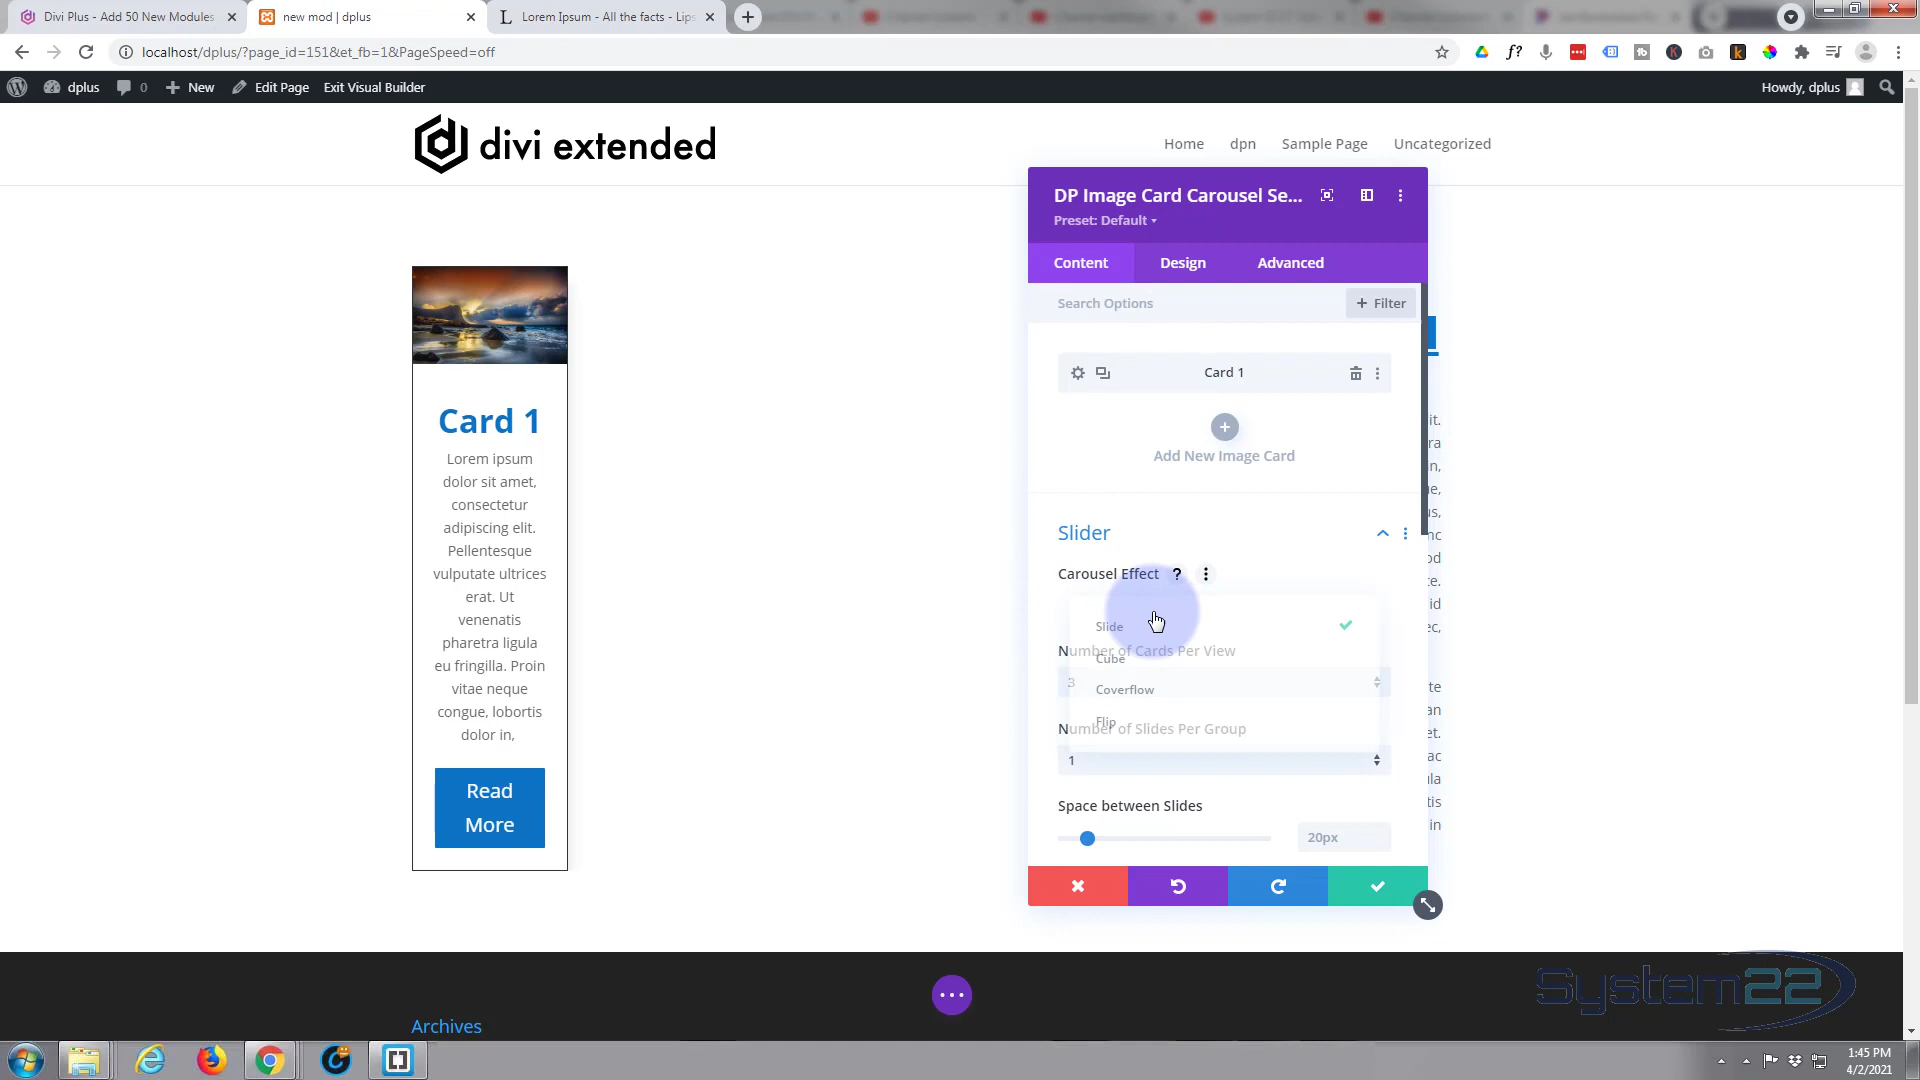 Divi Plus - Add 50 New Modules
new mod | dplus
Lorem Ipsum - All the facts - Lips
localhost/dplus/?page_id=151&et_fb=1&PageSpeed=off
dplus
0
New
Edit Page
Exit Visual Builder
Howdy, dplus
divi extended
Home
dpn
Sample Page
Uncategorized
DP Image Card Carousel Se...
Preset: Default
Content
Design
Advanced
Search Options
+ Filter
Card 1
Add New Image Card
Slider
Carousel Effect ?
Slide
Number of Cards Per View
Cube
3
Coverflow
Flip
Number of Slides Per Group
1
Space between Slides
20px
Card 1
Lorem ipsum
dolor sit amet,
consectetur
adipiscing elit.
Pellentesque
vulputate ultrices
erat. Ut
venenatis
pharetra ligula
eu fringilla. Proin
vitae neque
congue, lobortis
dolor in,
Read
More
Archives
System22
1:45 PM
4/2/2021